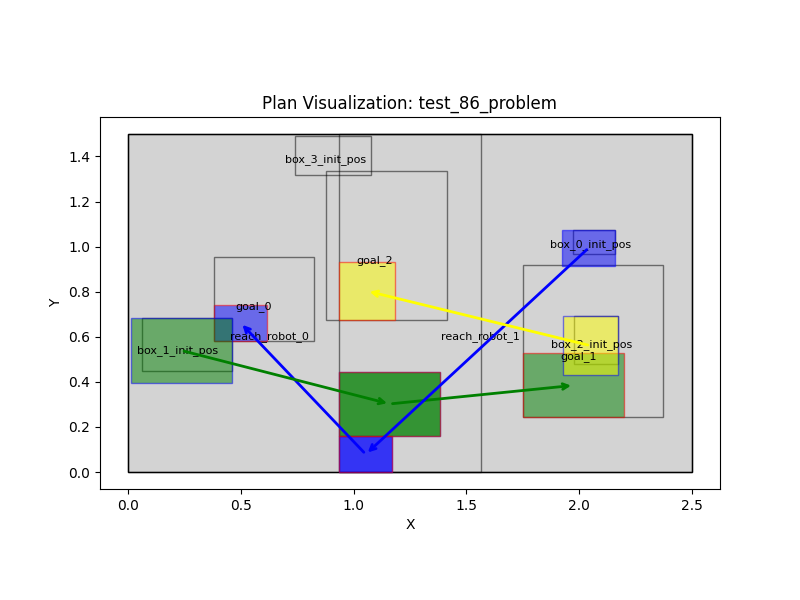 Plan Visualization: test_86_problem
1.4
1.2
1.0
0.8
0.6
0.4
0.2
0.0
Y
box_3_init_pos
box_0_init_pos
goal_2
goal_0
reach_robot_0
reach_robot_1
box_1_init_pos
box_2_init_pos
goal_1
0.0 0.5 1.0 1.5 2.0 2.5
X